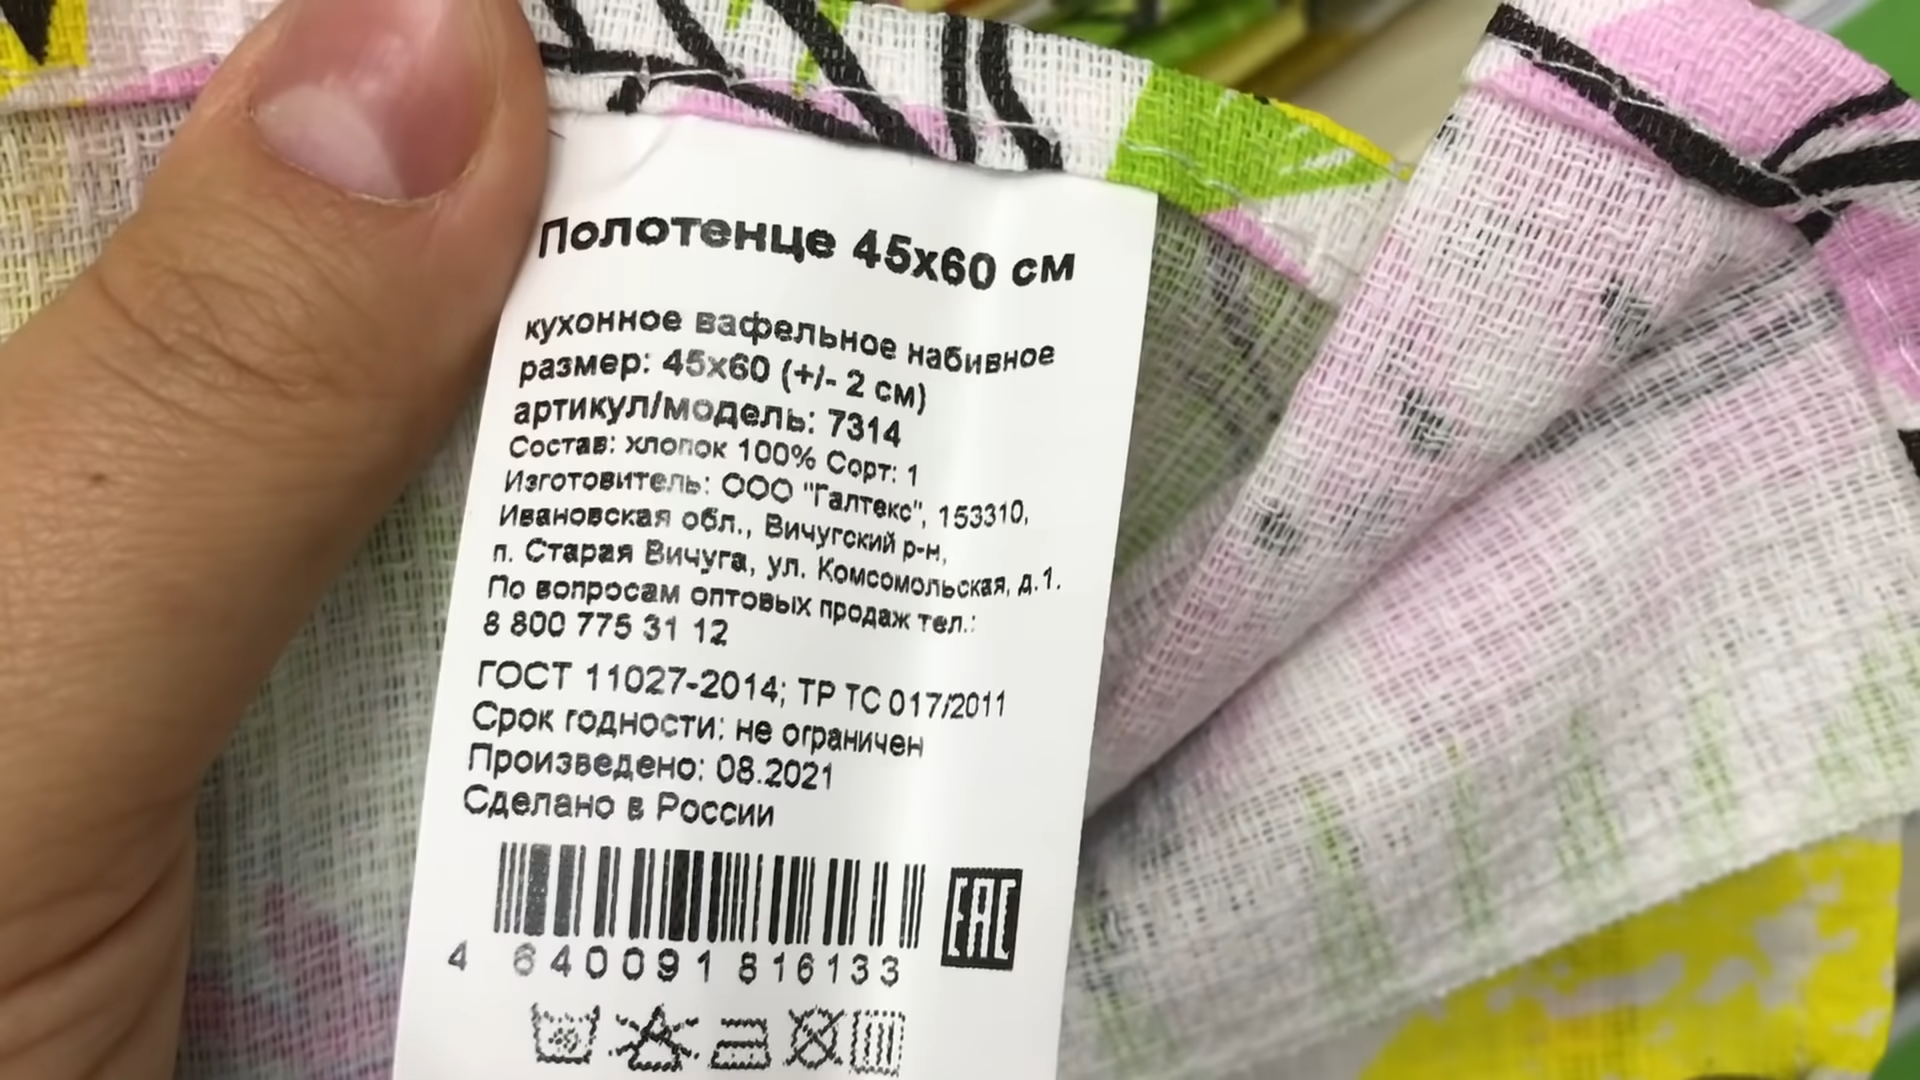 Полотенце 45х60 см
кухонное вафельное набивное
размер: 45х60 (+/- 2 см)
артикул/модель: 7314
Состав: хлопок 100% Сорт: 1
Изготовитель: ООО "Галтекс", 153310,
Ивановская обл., Вичугский р-н,
п. Старая Вичуга, ул. Комсомольская, д.1.
По вопросам оптовых продаж тел.:
8 800 775 31 12
ГОСТ 11027-2014; ТР ТС 017/2011
Срок годности: не ограничен
Произведено: 08.2021
Сделано в России
EAC
4 640091 816133